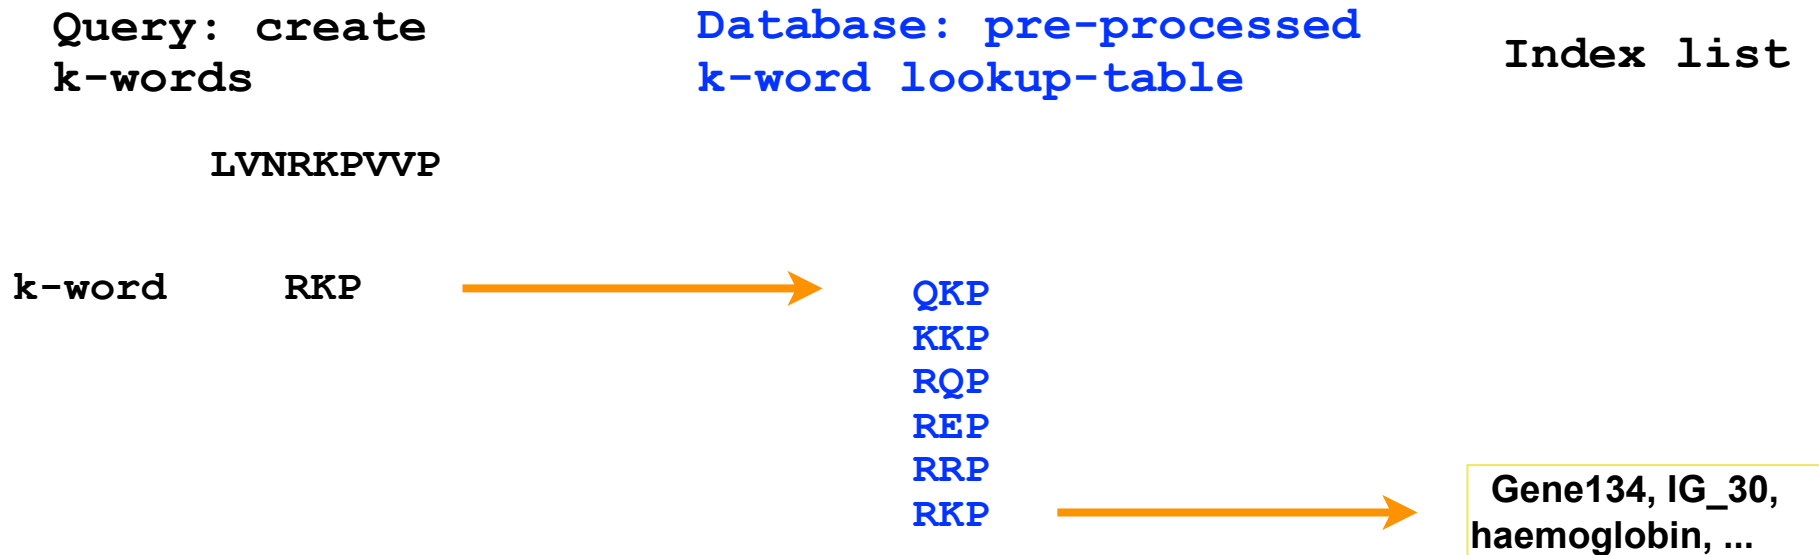 Query: create
k-words
Database: pre-processed
k-word lookup-table
Index list
LVNRKPVVP
k-word RKP
QKP
KKP
RQP
REP
RRP
RKP
Gene134, IG_30,
haemoglobin, ...